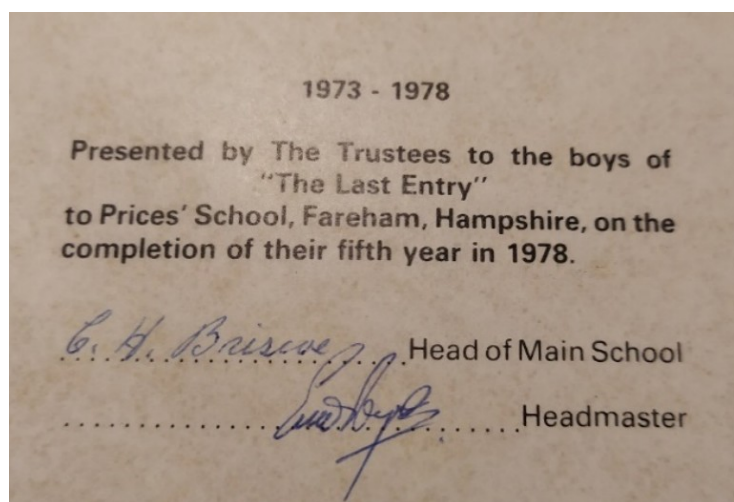 1973 - 1978
Presented by The Trustees to the boys of
"The Last Entry"
to Prices' School, Fareham, Hampshire, on the
completion of their fifth year in 1978.
C. H. Briscoe Head of Main School
Headmaster